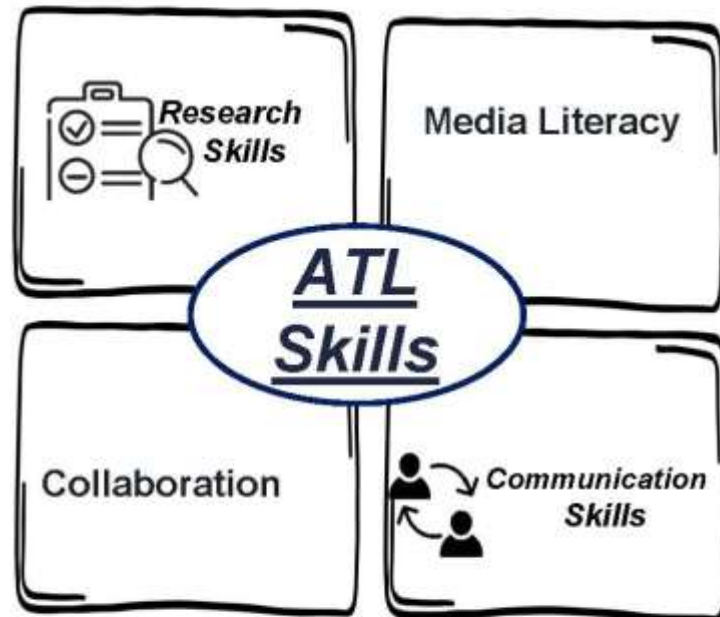 Research
Skills
Media Literacy
ATL
Skills
Collaboration
Communication
Skills